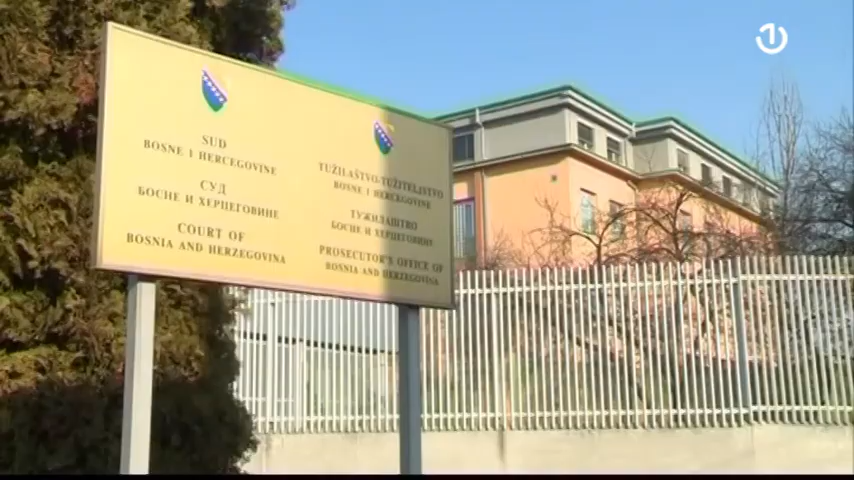 SUD
BOSNE I HERCEGOVINE
СУД
БОСНЕ И ХЕРЦЕГОВИНЕ
COURT OF
BOSNIA AND HERZEGOVINA
TUŽILAŠTVO-TUŽITELJSTVO
BOSNE I HERCEGOVINE
ТУЖИЛАШТВО
БОСНЕ И ХЕРЦЕГОВИНЕ
PROSECUTOR'S OFFICE OF
BOSNIA AND HERZEGOVINA
1